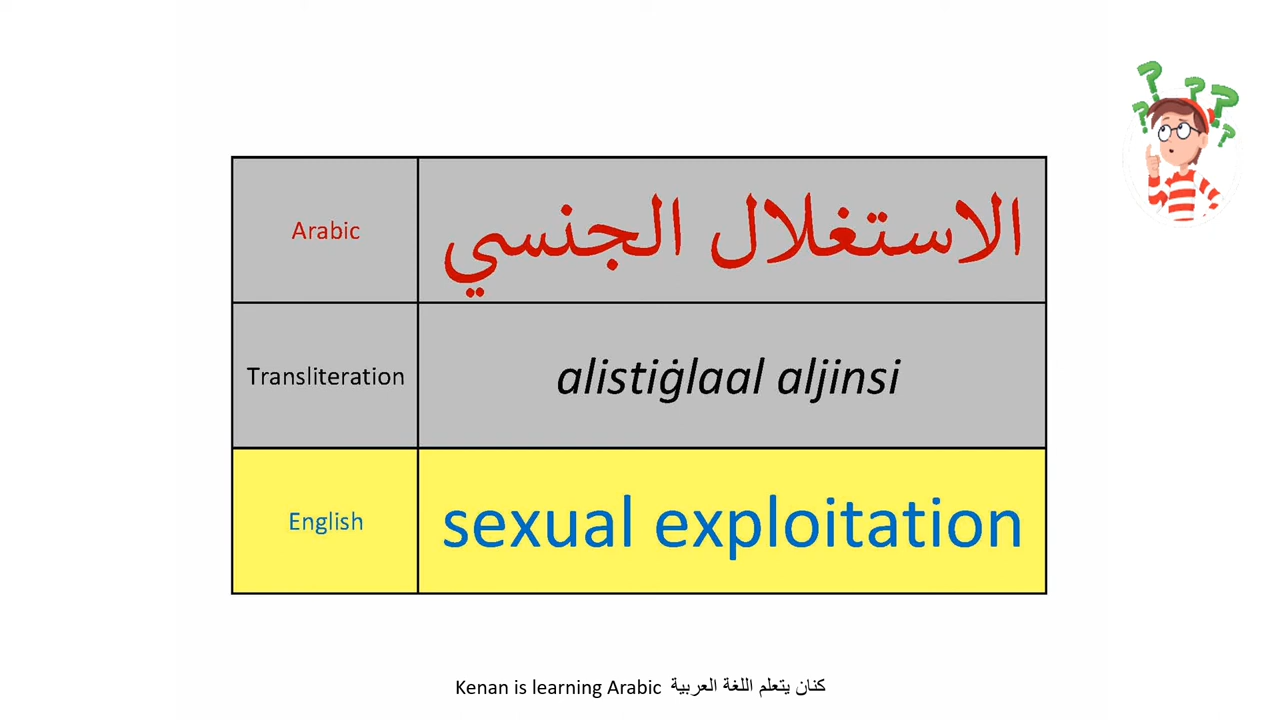 Arabic الاستغلال الجنسي
Transliteration alistiġlaal aljinsi
English sexual exploitation
Kenan is learning Arabic كنان يتعلم اللغة العربية